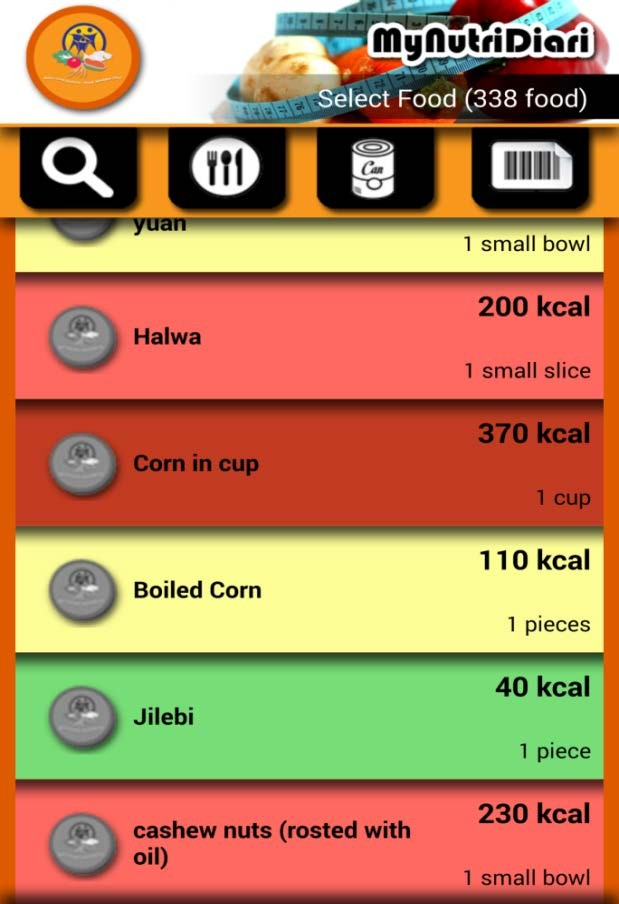 MyNutriDiari
Select Food (338 food)
Can
yuan
1 small bowl
200 kcal
Halwa
1 small slice
370 kcal
Corn in cup
1 cup
110 kcal
Boiled Corn
1 pieces
40 kcal
Jilebi
1 piece
230 kcal
cashew nuts (rosted with
oil)
1 small bowl